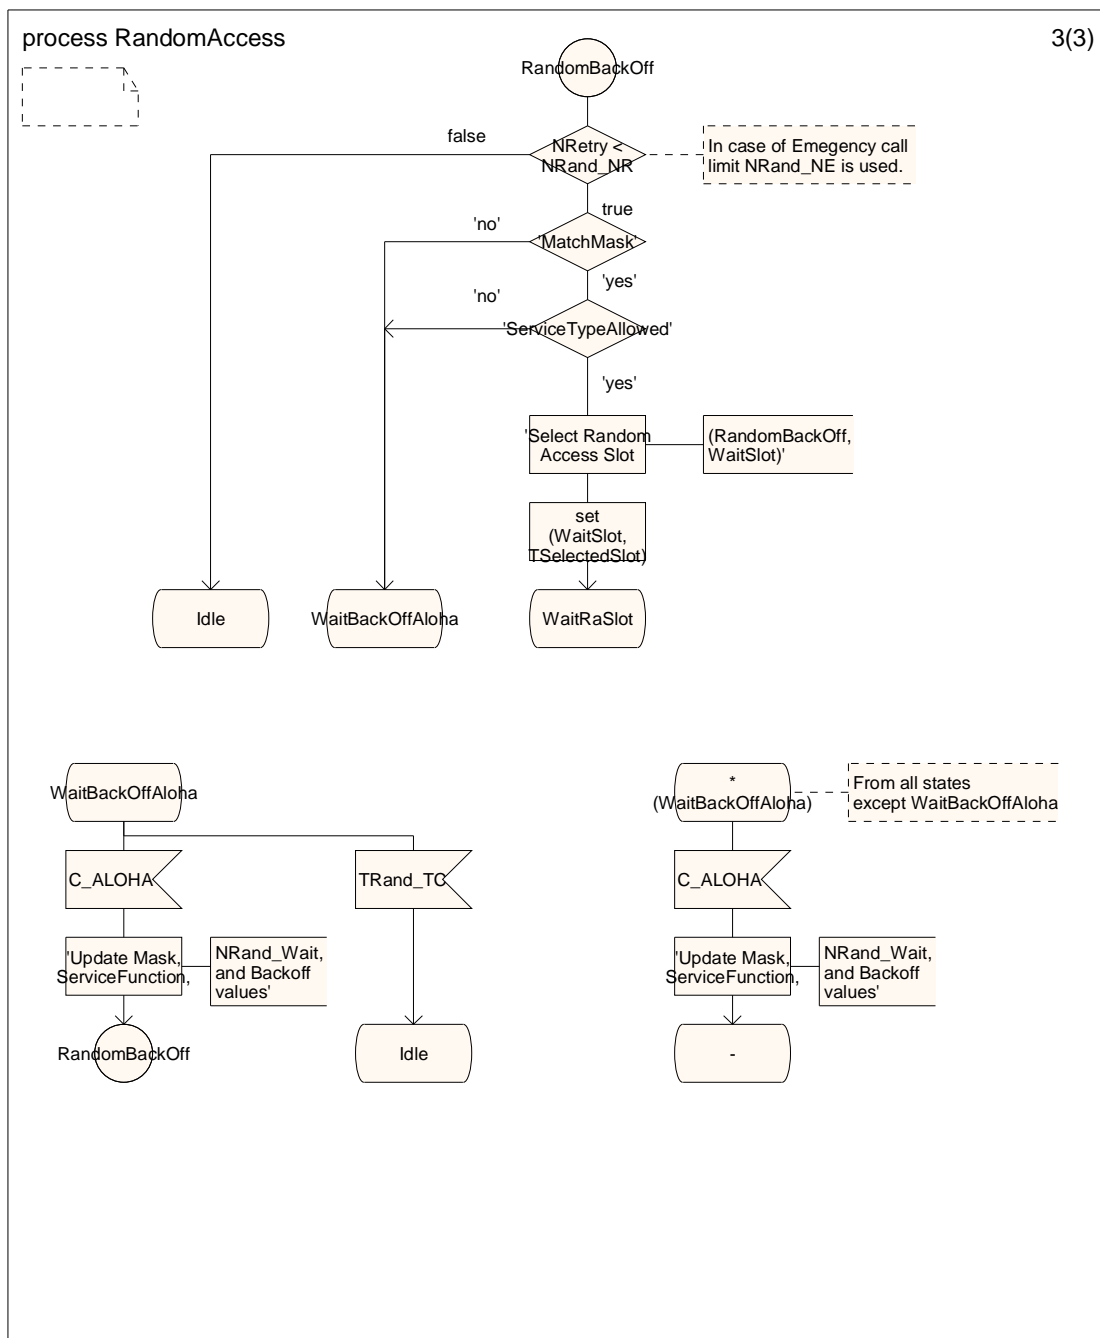 process RandomAccess
3(3)
RandomBackOff
false
NRetry <
NRand_NR
In case of Emegency call
limit NRand_NE is used.
true
'no'
'MatchMask'
'yes'
'no'
'ServiceTypeAllowed'
'yes'
'Select Random
Access Slot
(RandomBackOff,
WaitSlot)'
set
(WaitSlot,
TSelectedSlot)
Idle
WaitBackOffAloha
WaitRaSlot
WaitBackOffAloha
*
(WaitBackOffAloha)
From all states
except WaitBackOffAloha
C_ALOHA
TRand_TC
C_ALOHA
'Update Mask,
ServiceFunction,
NRand_Wait,
and Backoff
values'
'Update Mask,
ServiceFunction,
NRand_Wait,
and Backoff
values'
RandomBackOff
Idle
-